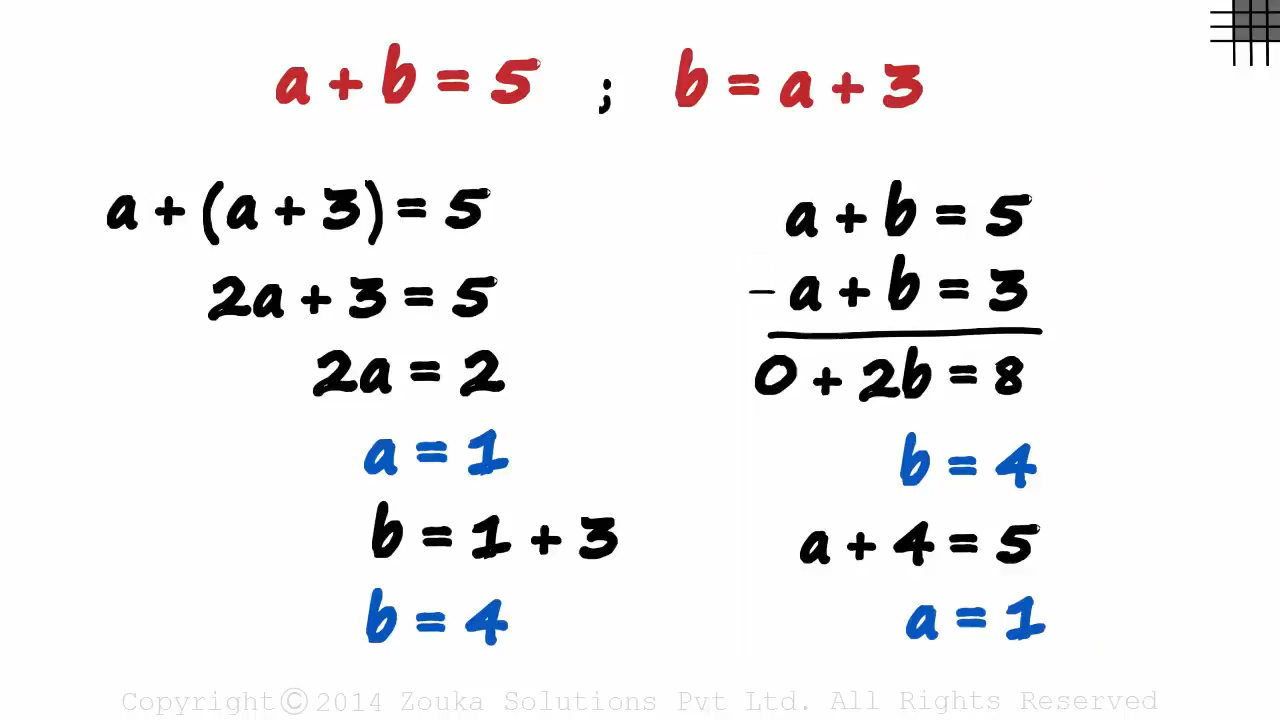 a + b = 5 ; b = a + 3
a + (a + 3) = 5
2a + 3 = 5
2a = 2
a = 1
b = 1 + 3
b = 4
a + b = 5
- a + b = 3
0 + 2b = 8
b = 4
a + 4 = 5
a = 1
Copyright© 2014 Zouka Solutions Pvt Ltd. All Rights Reserved